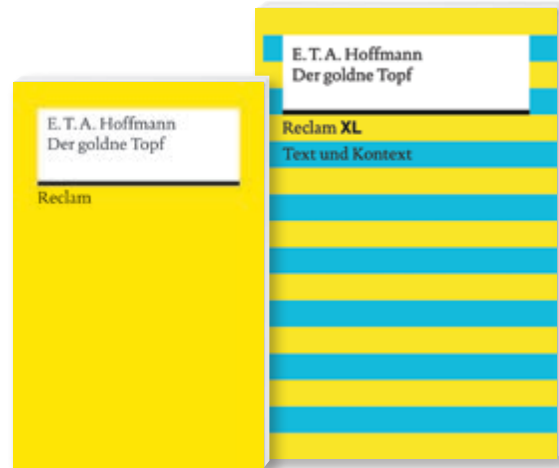 E. T. A. Hoffmann
Der goldne Topf
Reclam
E. T. A. Hoffmann
Der goldne Topf
Reclam XL
Text und Kontext